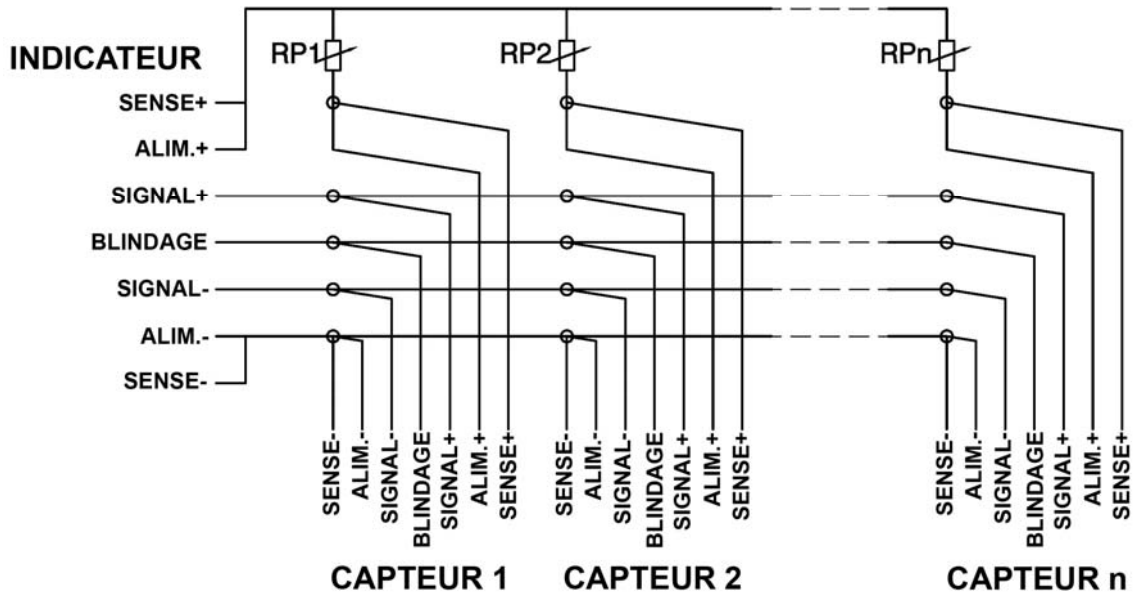 RP1
RP2
RPn
INDICATEUR
SENSE+
ALIM.+
SIGNAL+
BLINDAGE
SIGNAL-
ALIM.-
SENSE-
SENSE-
ALIM.-
SIGNAL-
BLINDAGE
SIGNAL+
ALIM.+
SENSE+
SENSE-
ALIM.-
SIGNAL-
BLINDAGE
SIGNAL+
ALIM.+
SENSE+
SENSE-
ALIM.-
SIGNAL-
BLINDAGE
SIGNAL+
ALIM.+
SENSE+
CAPTEUR 1
CAPTEUR 2
CAPTEUR n